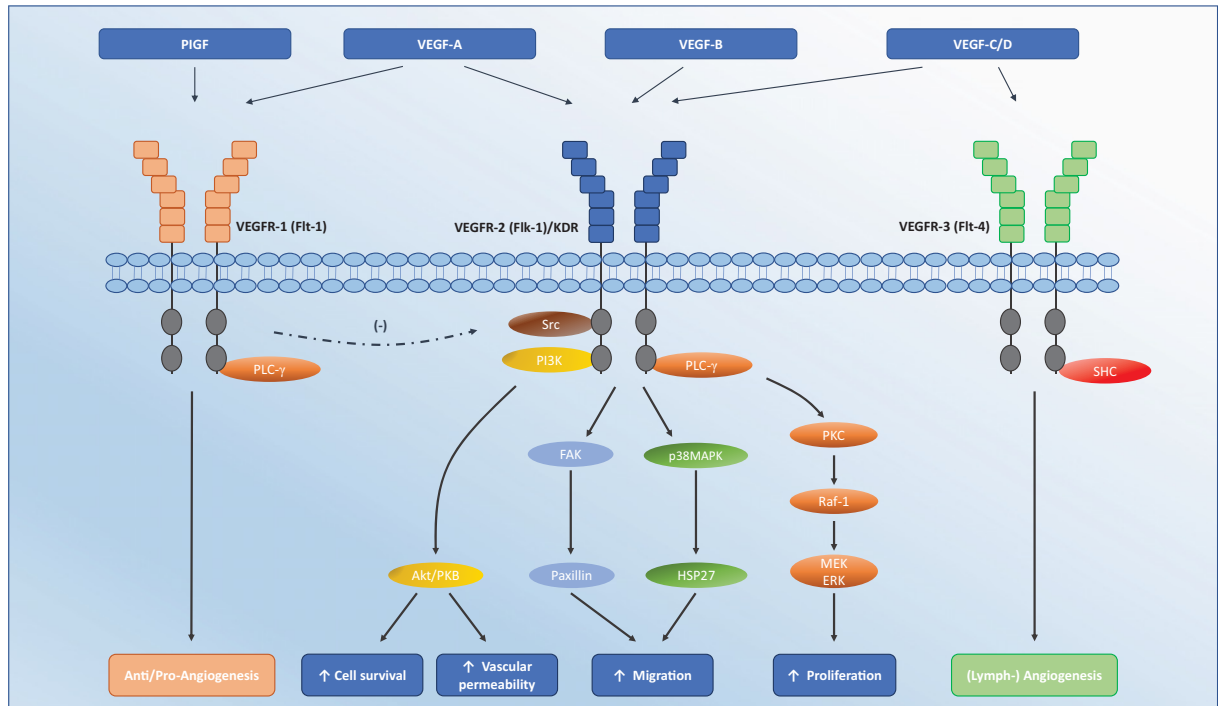 PIGF
VEGF-A
VEGF-B
VEGF-C/D
VEGFR-1 (Flt-1)
VEGFR-2 (Flk-1)/KDR
VEGFR-3 (Flt-4)
(-)
Src
PI3K
PLC-γ
PLC-γ
SHC
PKC
FAK
p38MAPK
Raf-1
Akt/PKB
Paxillin
HSP27
MEK
ERK
Anti/Pro-Angiogenesis
↑ Cell survival
↑ Vascular
permeability
↑ Migration
↑ Proliferation
(Lymph-) Angiogenesis